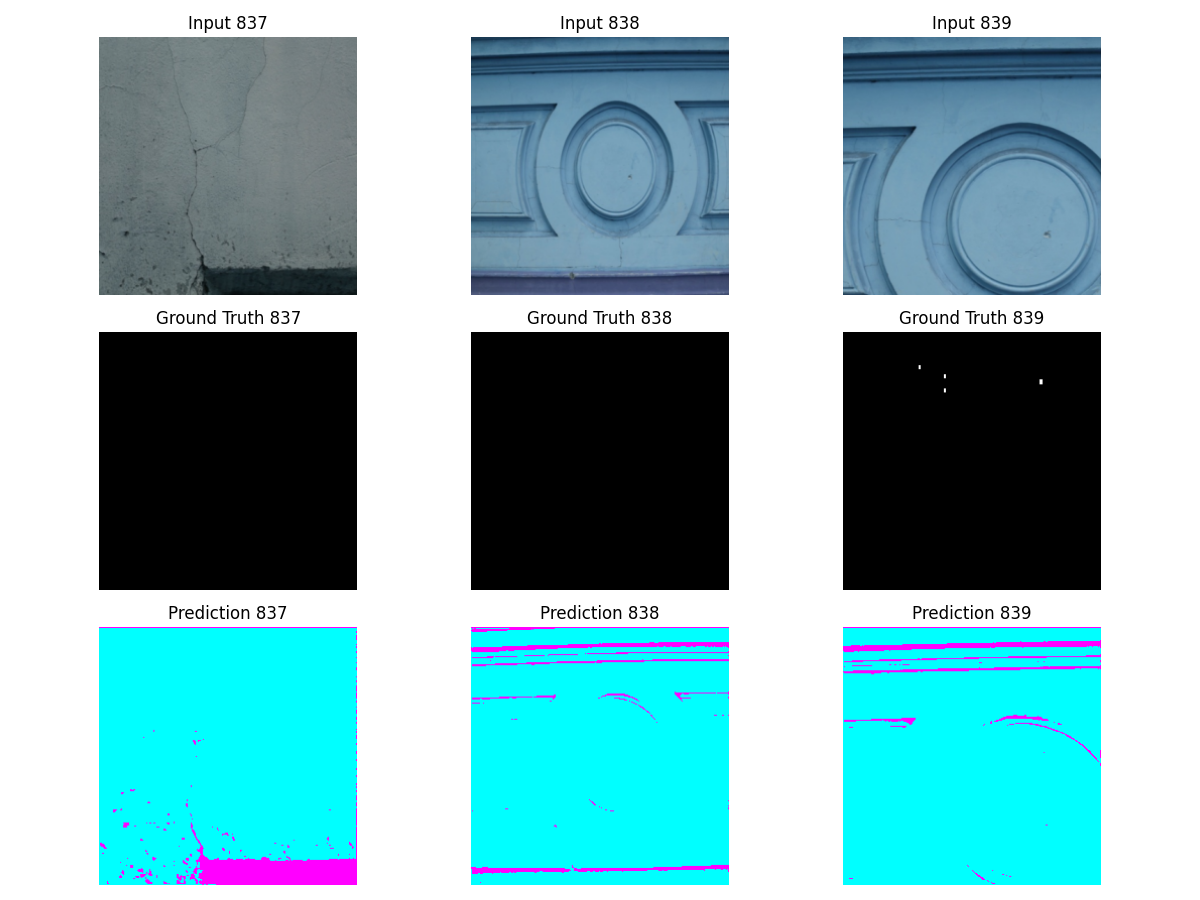 Input 837
Input 838
Input 839
Ground Truth 837
Ground Truth 838
Ground Truth 839
Prediction 837
Prediction 838
Prediction 839